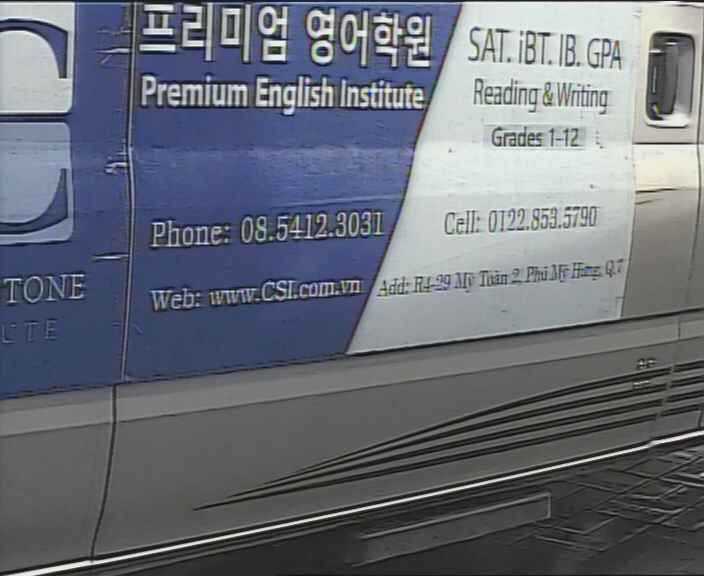 프리미엄 영어학원
Premium English Institute
Phone: 08.5412.3031
Web: www.CSI.com.vn
SAT. iBT. IB. GPA
Reading & Writing
Grades 1-12
Cell: 0122.853.5790
Add: R4-29 Mỹ Toàn 2, Phú Mỹ Hưng, Q.7
TONE
UTE